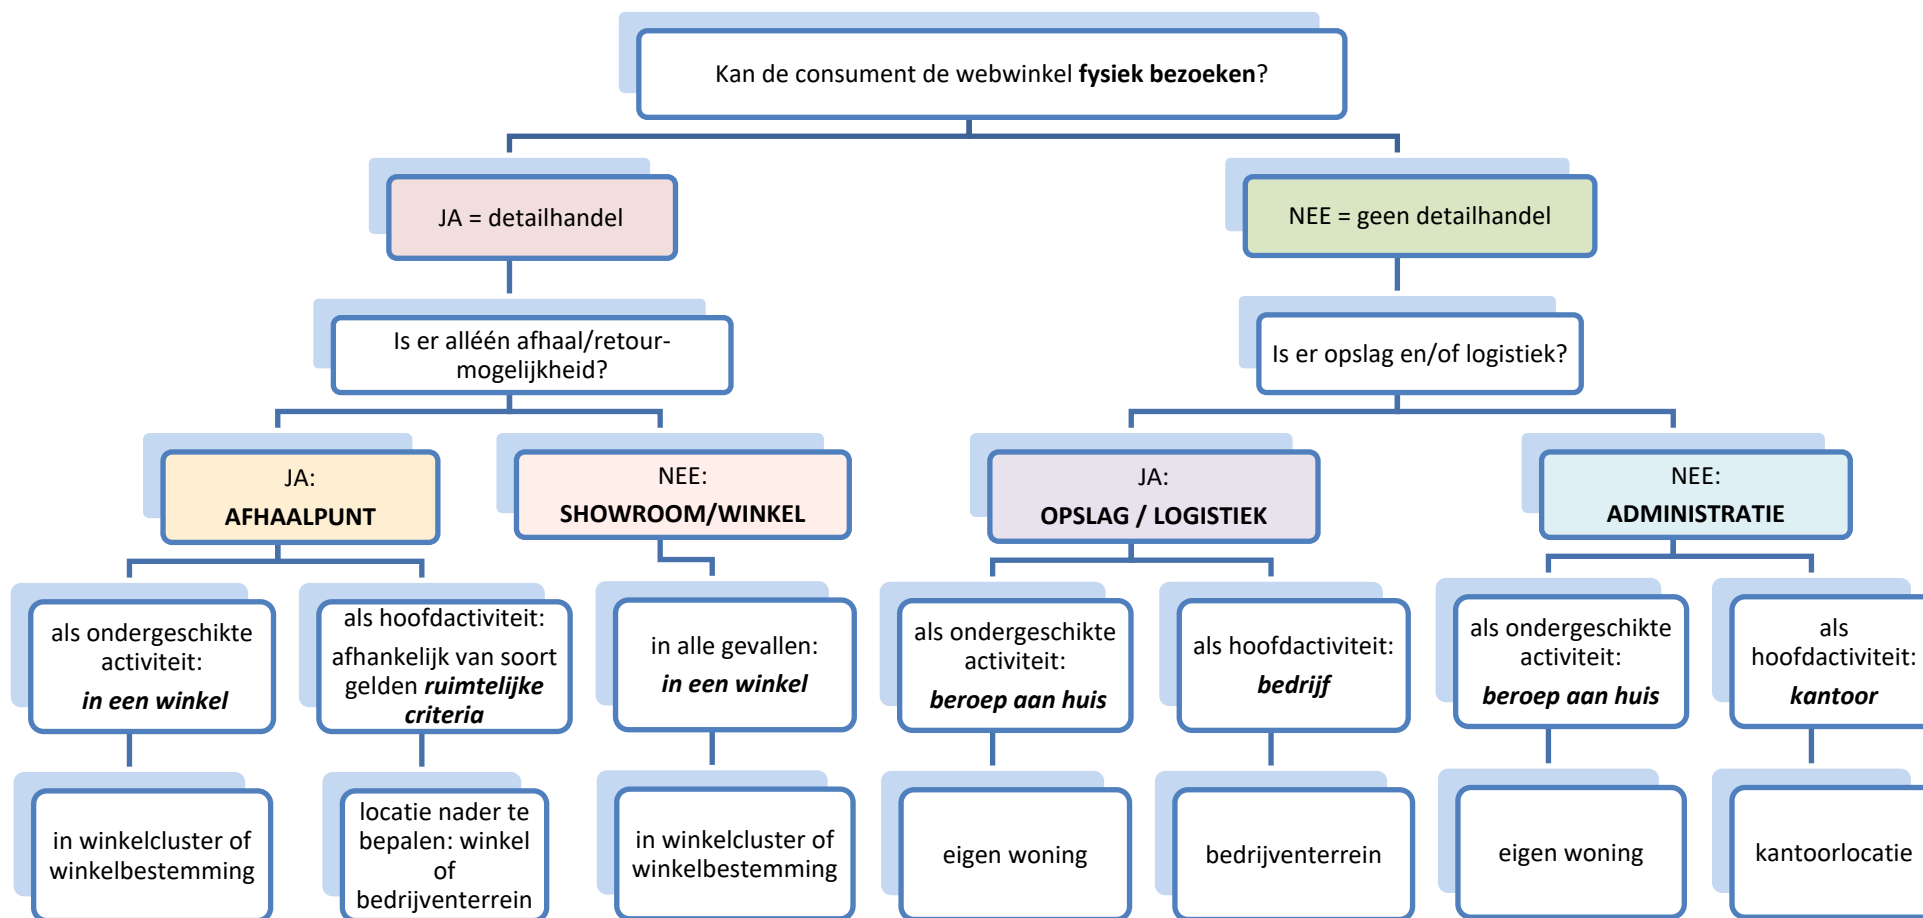 Kan de consument de webwinkel fysiek bezoeken?
JA = detailhandel
NEE = geen detailhandel
Is er alléén afhaal/retour-
mogelijkheid?
Is er opslag en/of logistiek?
JA:
AFHAALPUNT
NEE:
SHOWROOM/WINKEL
JA:
OPSLAG / LOGISTIEK
NEE:
ADMINISTRATIE
als ondergeschikte
activiteit:
in een winkel
als hoofdactiviteit:
afhankelijk van soort
gelden ruimtelijke
criteria
in alle gevallen:
in een winkel
als ondergeschikte
activiteit:
beroep aan huis
als hoofdactiviteit:
bedrijf
als ondergeschikte
activiteit:
beroep aan huis
als
hoofdactiviteit:
kantoor
in winkelcluster of
winkelbestemming
locatie nader te
bepalen: winkel
of
bedrijventerrein
in winkelcluster of
winkelbestemming
eigen woning
bedrijventerrein
eigen woning
kantoorlocatie